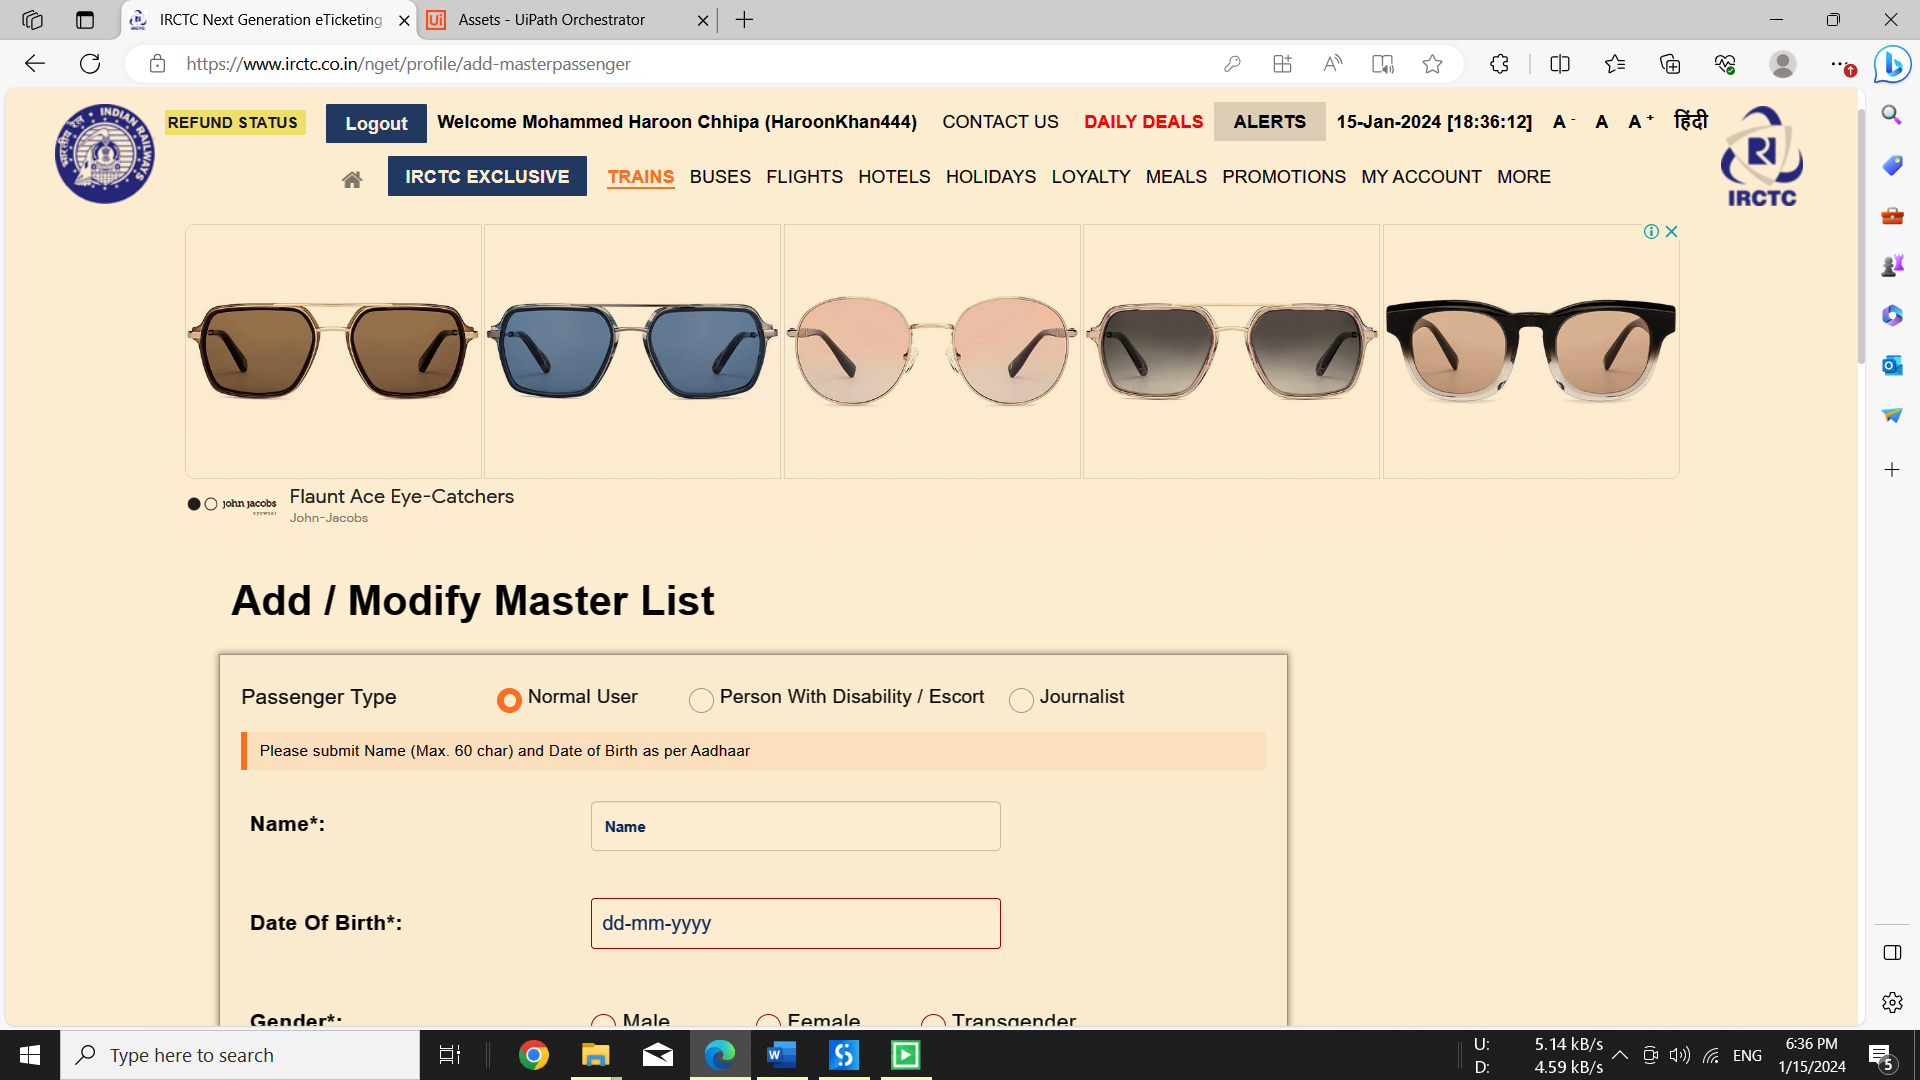 IRCTC Next Generation eTicketing
Assets - UiPath Orchestrator
https://www.irctc.co.in/nget/profile/add-masterpassenger
INDIAN RAILWAYS
REFUND STATUS
Logout
Welcome Mohammed Haroon Chhipa (HaroonKhan444)
CONTACT US
DAILY DEALS
ALERTS
15-Jan-2024 [18:36:12]
A -
A
A +
हिंदी
IRCTC EXCLUSIVE
TRAINS
BUSES
FLIGHTS
HOTELS
HOLIDAYS
LOYALTY
MEALS
PROMOTIONS
MY ACCOUNT
MORE
IRCTC
john jacobs
eyewear
Flaunt Ace Eye-Catchers
John-Jacobs
Add / Modify Master List
Passenger Type
Normal User
Person With Disability / Escort
Journalist
Please submit Name (Max. 60 char) and Date of Birth as per Aadhaar
Name*:
Name
Date Of Birth*:
dd-mm-yyyy
Gender*:
Male
Female
Transgender
Type here to search
U: 5.14 kB/s
D: 4.59 kB/s
ENG
6:36 PM
1/15/2024
5